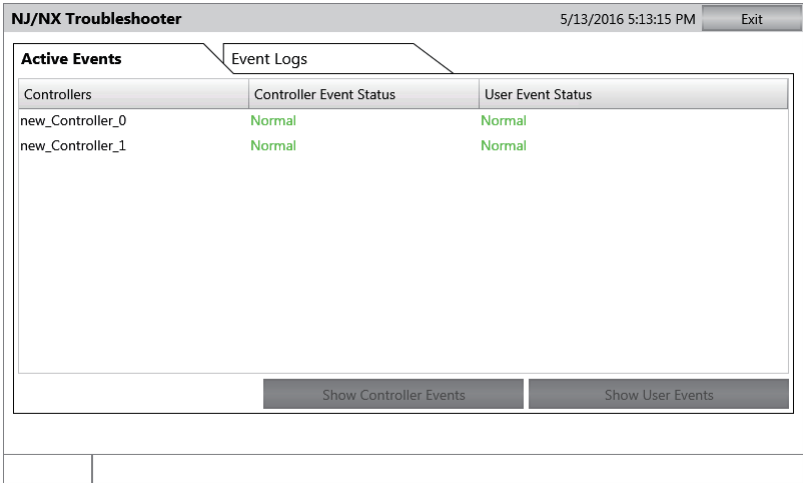 NJ/NX Troubleshooter 5/13/2016 5:13:15 PM Exit
Active Events Event Logs
Controllers Controller Event Status User Event Status
new_Controller_0 Normal Normal
new_Controller_1 Normal Normal
Show Controller Events Show User Events